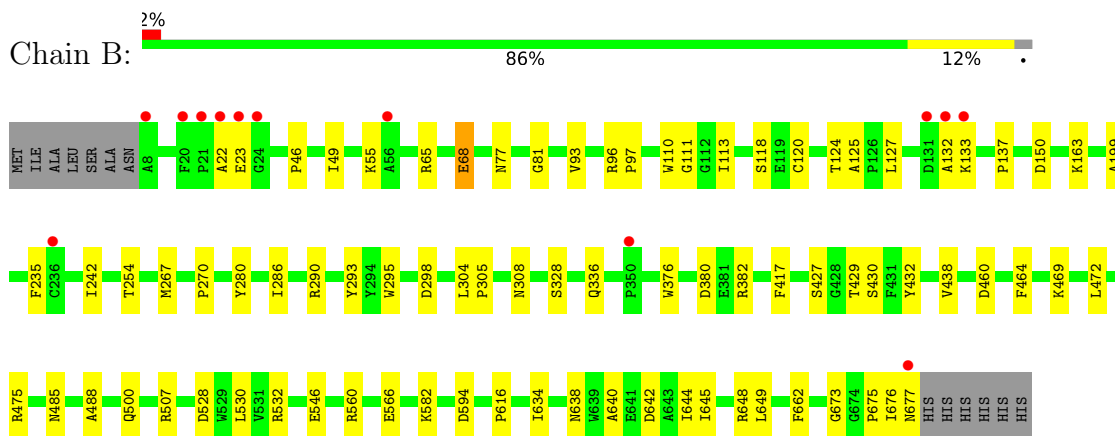 2%
Chain B:
86% 12% •
MET ILE ALA LEU SER ALA ASN A8 F20 P21 A22 E23 G24 P46 I49 K55 A56 R65 E68 N77 G81 V93 R96 P97 W110 G111 G112 I113 S118 E119 C120 T124 A125 P126 L127 D131 A132 K133 P137 D150 K163 A199
F235 C236 I242 T254 M267 P270 Y280 I286 R290 Y293 Y294 W295 D298 L304 P305 N308 S328 Q336 P350 W376 D380 E381 R382 F417 S427 G428 T429 S430 F431 Y432 V438 D460 F464 K469 L472
R475 N485 A488 Q500 R507 D528 W529 L530 V531 R532 E546 R560 E566 K582 D594 P616 I634 N638 W639 A640 E641 D642 A643 I644 I645 R648 L649 F662 G673 G674 P675 I676 N677 HIS HIS HIS HIS HIS HIS